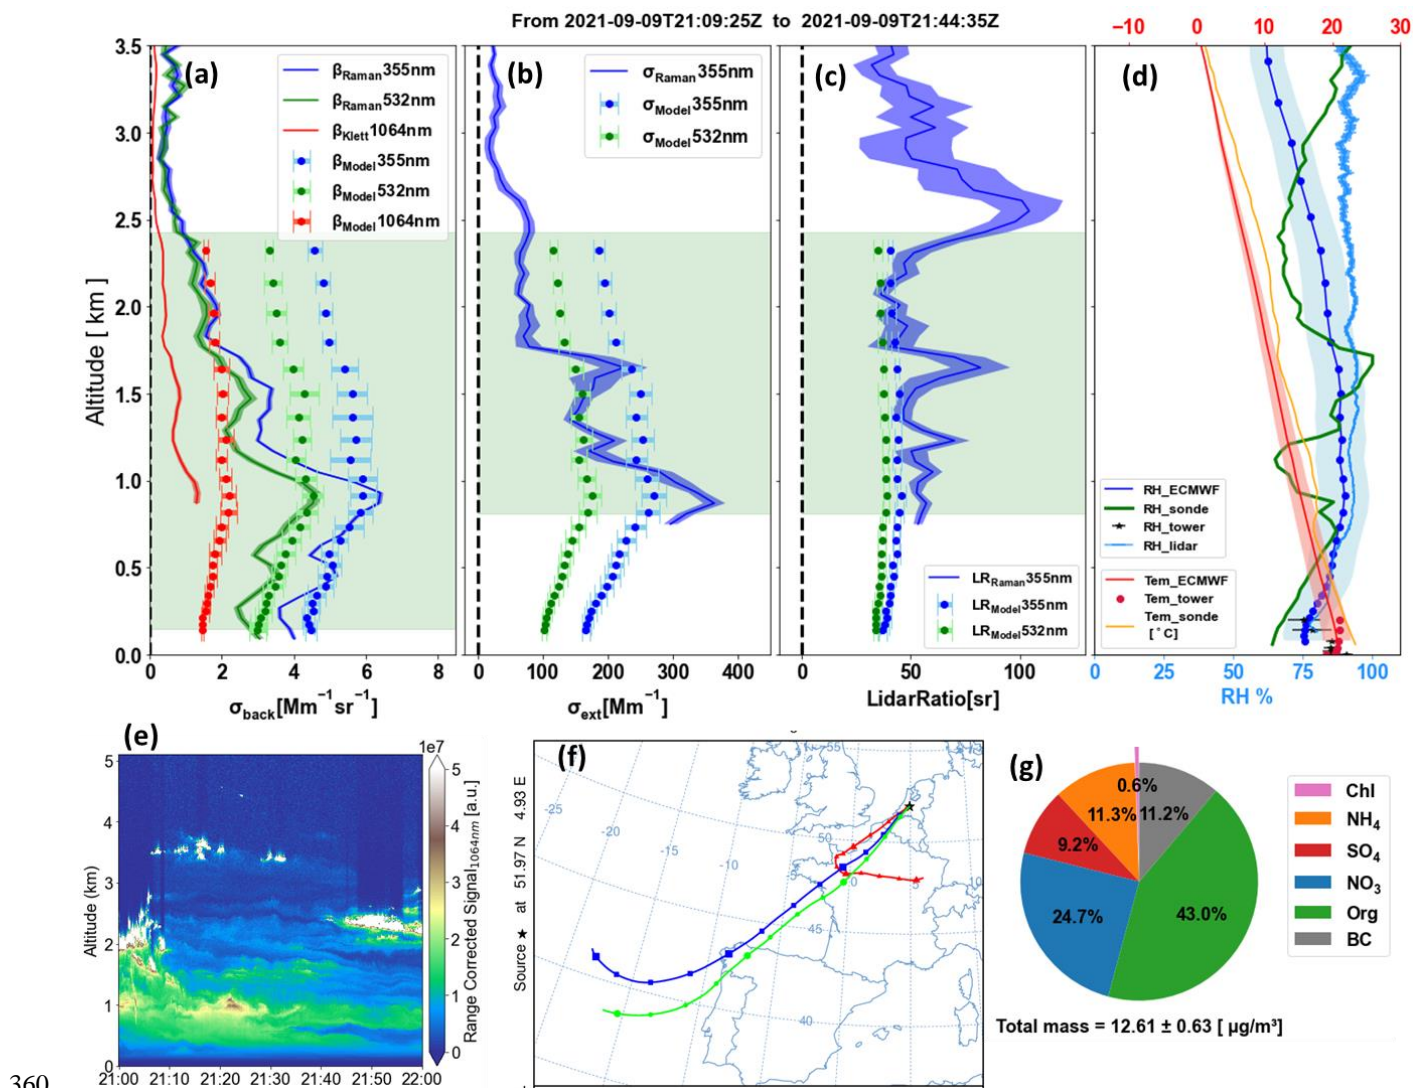 From 2021-09-09T21:09:25Z to 2021-09-09T21:44:35Z
−10 0 10 20 30
3.5
3.0
2.5
2.0
1.5
1.0
0.5
0.0
Altitude [ km ]
(a)
βRaman355nm
βRaman532nm
βKlett1064nm
βModel355nm
βModel532nm
βModel1064nm
0 2 4 6 8
σback[Mm−1sr−1]
(b)
σRaman355nm
σModel355nm
σModel532nm
0 100 200 300 400
σext[Mm−1]
(c)
LRRaman355nm
LRModel355nm
LRModel532nm
0 50 100
LidarRatio[sr]
(d)
RH_ECMWF
RH_sonde
RH_tower
RH_lidar
Tem_ECMWF
Tem_tower
Tem_sonde
[°C]
0 25 50 75 100
RH %
(e)
5
4
3
2
1
0
Altitude (km)
21:00 21:10 21:20 21:30 21:40 21:50 22:00
1e7
5
4
3
2
1
0
Range Corrected Signal1064nm [a.u.]
(f)
Source ★ at 51.97 N 4.93 E
-25
-20
-15
-10
-5
0
5
10
55
50
45
40
(g)
0.6%
11.3%
11.2%
9.2%
24.7%
43.0%
Chl
NH4
SO4
NO3
Org
BC
Total mass = 12.61 ± 0.63 [ μg/m³]
360